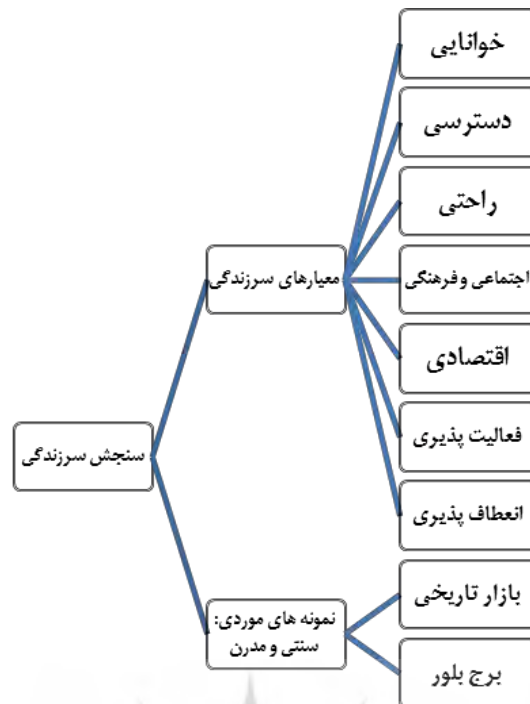 خوانایی
دسترسی
راحتی
اجتماعی و فرهنگی
اقتصادی
فعالیت پذیری
انعطاف پذیری
معیارهای سرزندگی
سنجش سرزندگی
نمونه های موردی:
سنتی و مدرن
بازار تاریخی
برج بلور